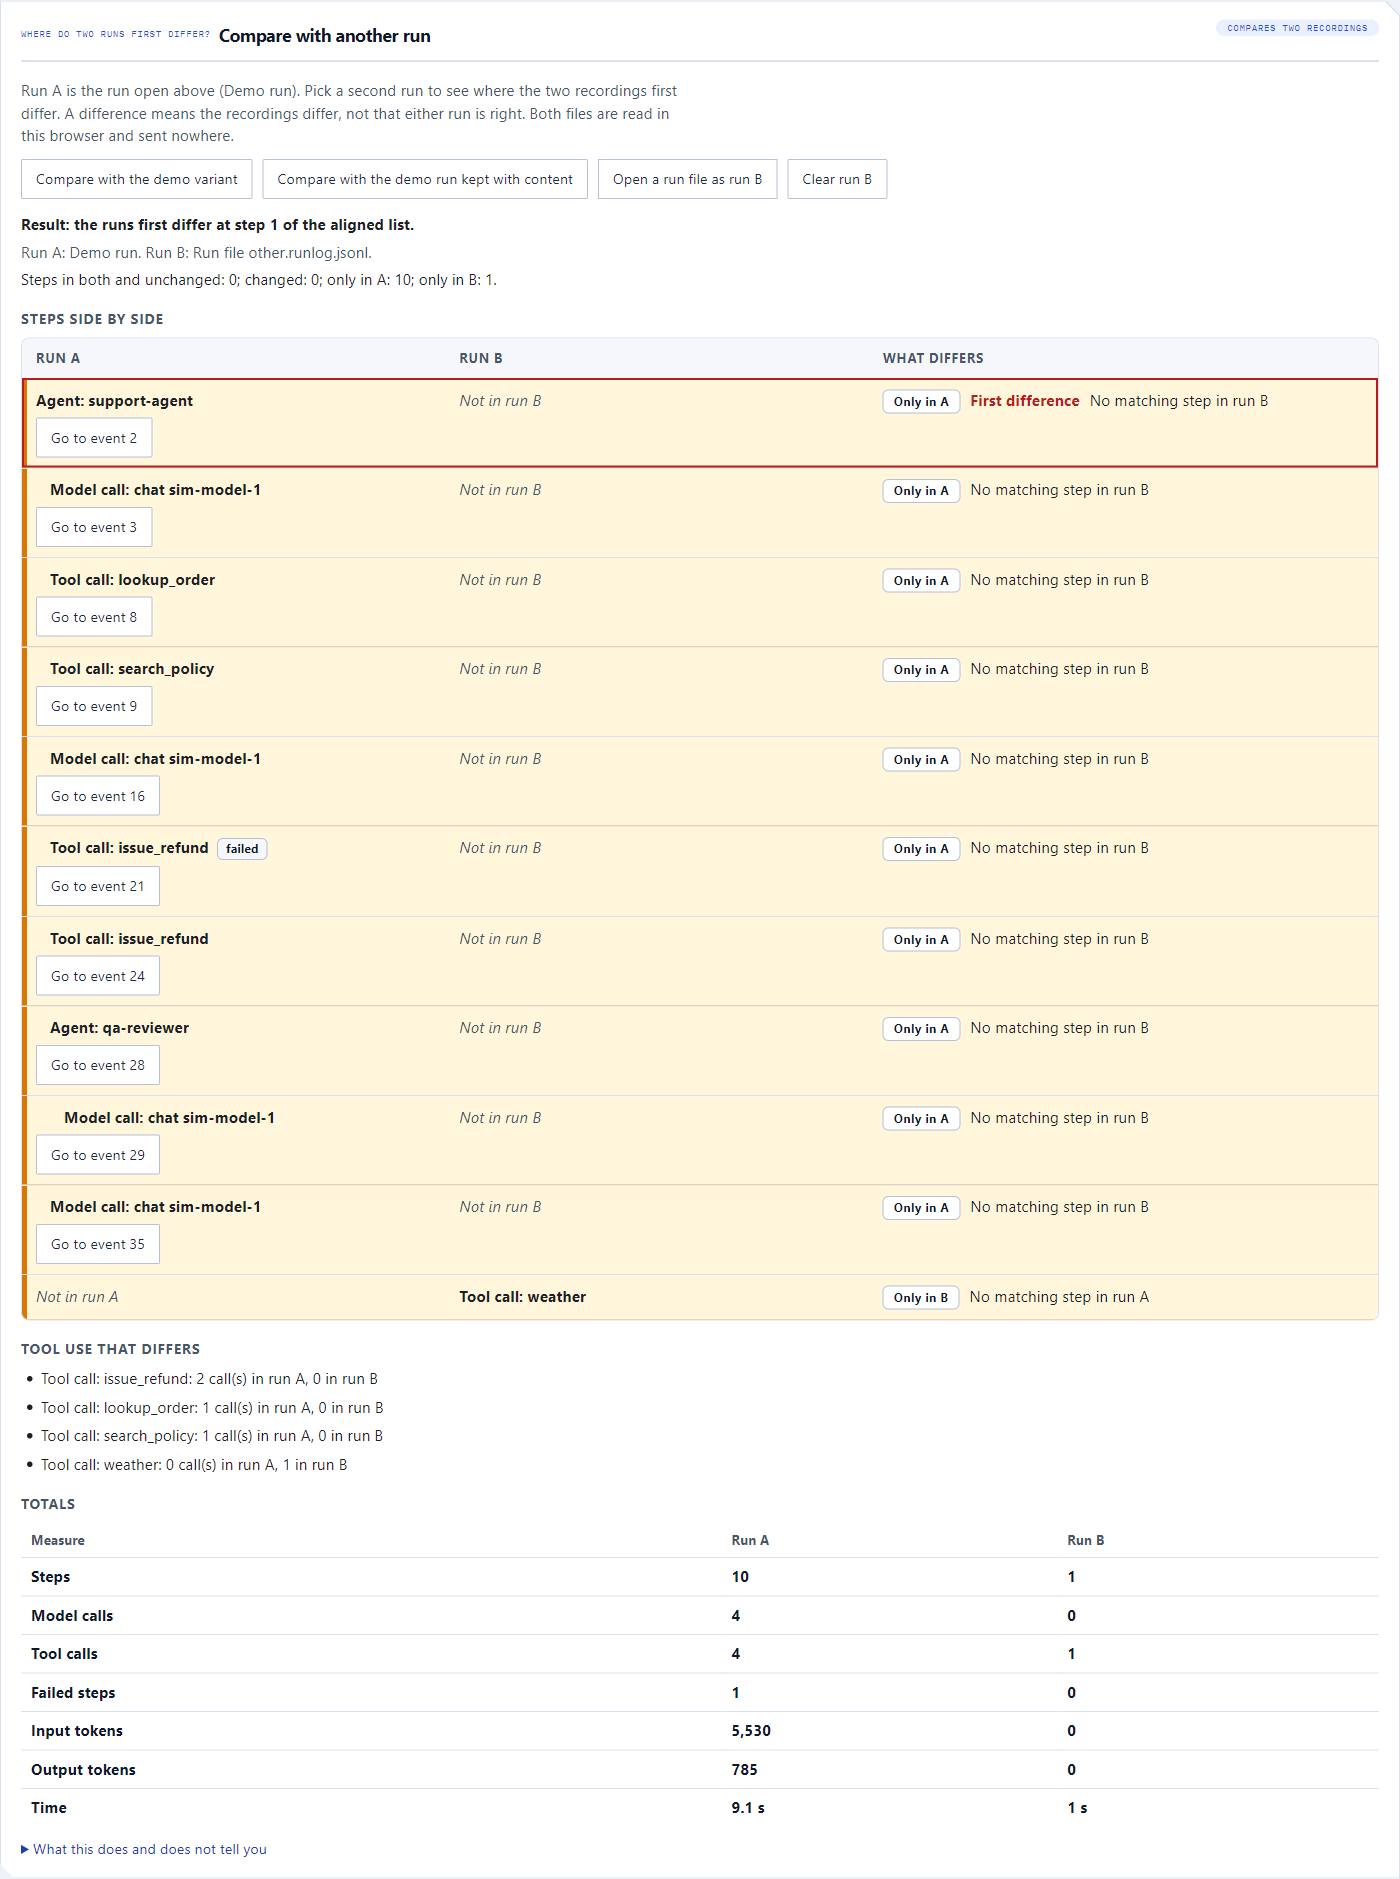 WHERE DO TWO RUNS FIRST DIFFER? Compare with another run
COMPARES TWO RECORDINGS
Run A is the run open above (Demo run). Pick a second run to see where the two recordings first
differ. A difference means the recordings differ, not that either run is right. Both files are read in
this browser and sent nowhere.
Compare with the demo variant
Compare with the demo run kept with content
Open a run file as run B
Clear run B
Result: the runs first differ at step 1 of the aligned list.
Run A: Demo run. Run B: Run file other.runlog.jsonl.
Steps in both and unchanged: 0; changed: 0; only in A: 10; only in B: 1.
STEPS SIDE BY SIDE
RUN A RUN B WHAT DIFFERS
Agent: support-agent Not in run B Only in A First difference No matching step in run B
Go to event 2
Model call: chat sim-model-1 Not in run B Only in A No matching step in run B
Go to event 3
Tool call: lookup_order Not in run B Only in A No matching step in run B
Go to event 8
Tool call: search_policy Not in run B Only in A No matching step in run B
Go to event 9
Model call: chat sim-model-1 Not in run B Only in A No matching step in run B
Go to event 16
Tool call: issue_refund failed Not in run B Only in A No matching step in run B
Go to event 21
Tool call: issue_refund Not in run B Only in A No matching step in run B
Go to event 24
Agent: qa-reviewer Not in run B Only in A No matching step in run B
Go to event 28
Model call: chat sim-model-1 Not in run B Only in A No matching step in run B
Go to event 29
Model call: chat sim-model-1 Not in run B Only in A No matching step in run B
Go to event 35
Not in run A Tool call: weather Only in B No matching step in run A
TOOL USE THAT DIFFERS
• Tool call: issue_refund: 2 call(s) in run A, 0 in run B
• Tool call: lookup_order: 1 call(s) in run A, 0 in run B
• Tool call: search_policy: 1 call(s) in run A, 0 in run B
• Tool call: weather: 0 call(s) in run A, 1 in run B
TOTALS
Measure Run A Run B
Steps 10 1
Model calls 4 0
Tool calls 4 1
Failed steps 1 0
Input tokens 5,530 0
Output tokens 785 0
Time 9.1 s 1 s
▶ What this does and does not tell you